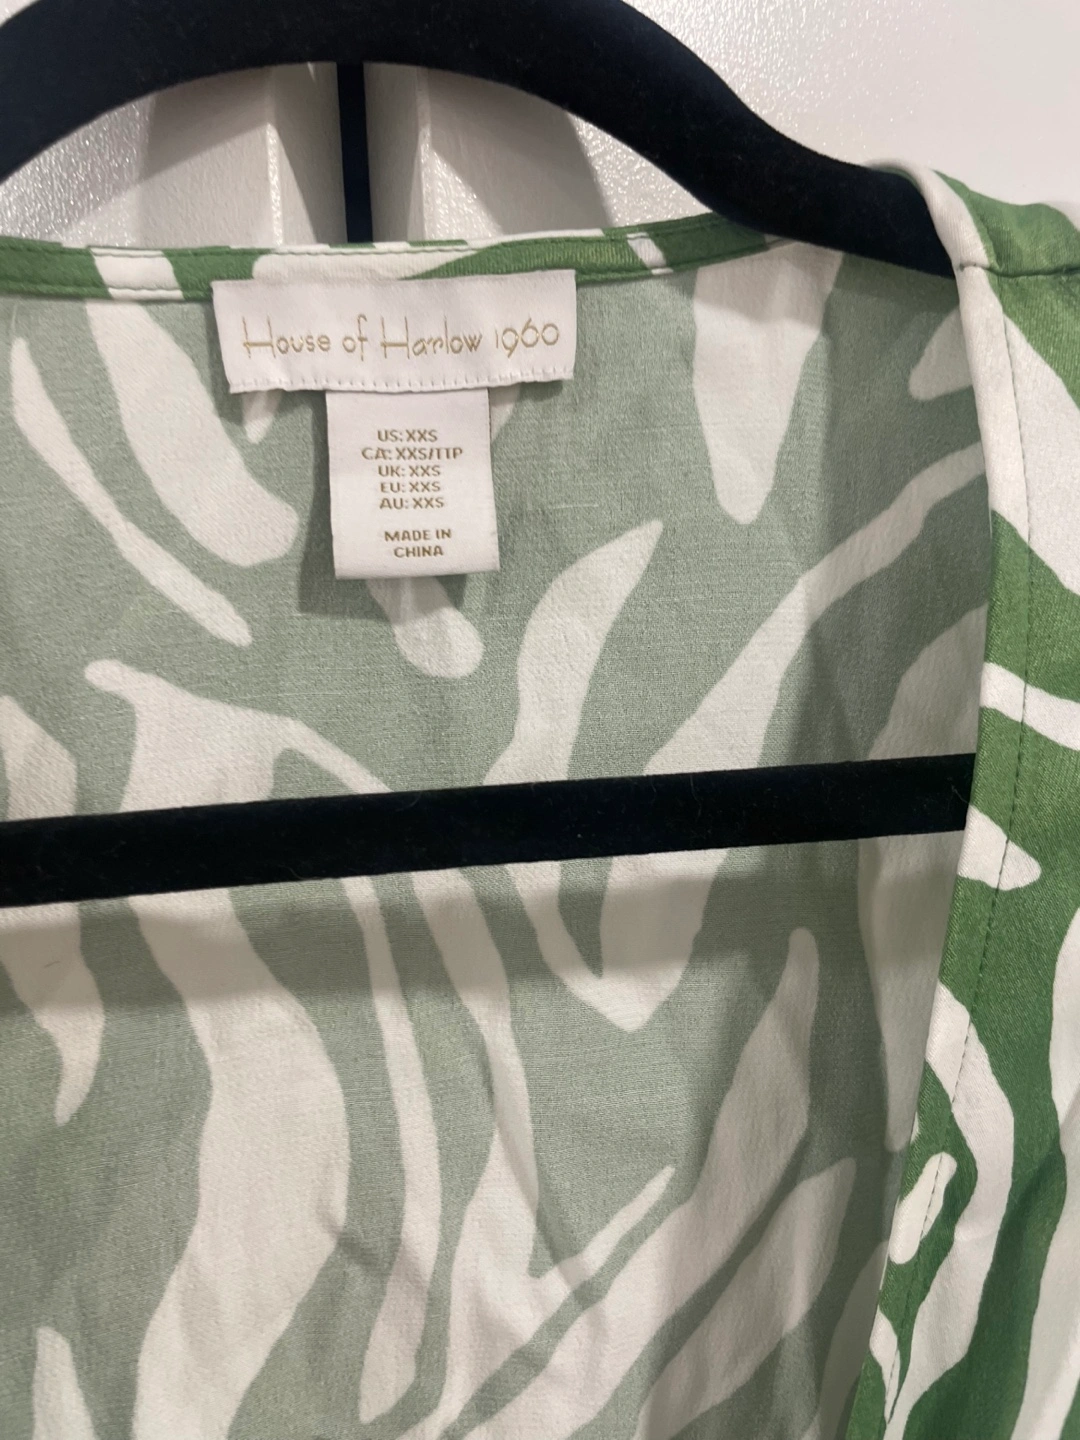 House of Harlow 1960
US: XXS
CA: XXS/TTP
UK: XXS
EU: XXS
AU: XXS
MADE IN
CHINA